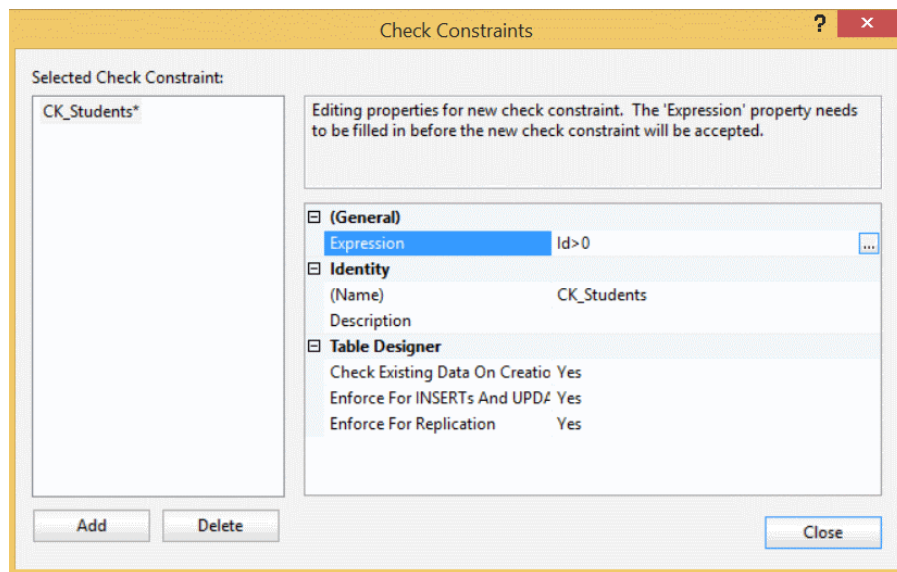 Check Constraints
?
Selected Check Constraint:
CK_Students*
Editing properties for new check constraint. The 'Expression' property needs
to be filled in before the new check constraint will be accepted.
(General)
Expression Id>0 ...
Identity
(Name) CK_Students
Description
Table Designer
Check Existing Data On Creatio Yes
Enforce For INSERTs And UPDA Yes
Enforce For Replication Yes
Add Delete
Close